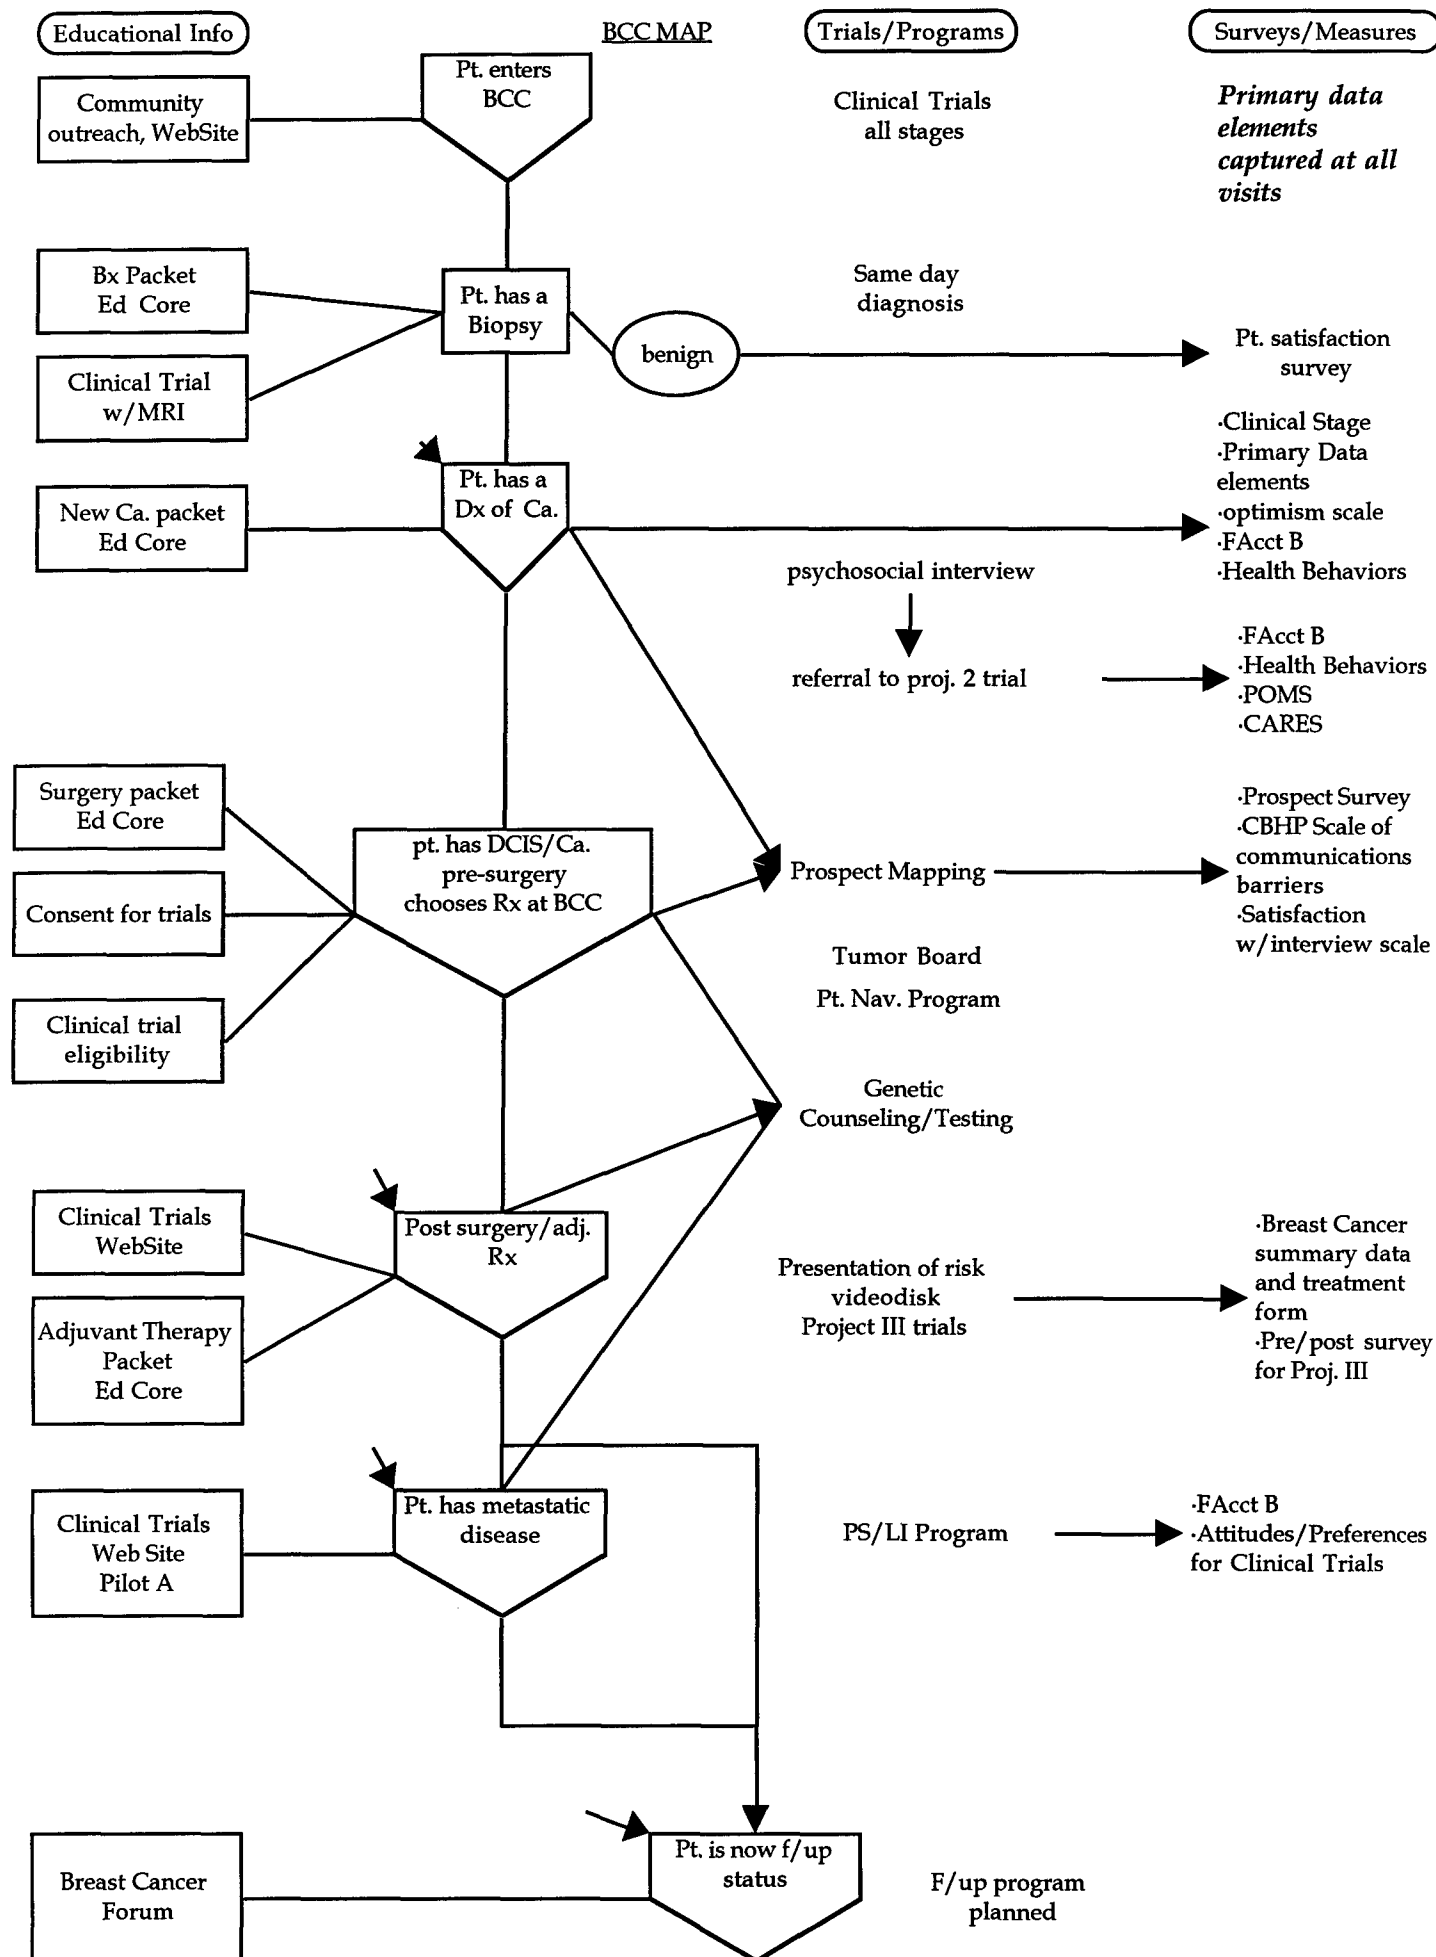 Educational Info
BCC MAP
Trials/Programs
Surveys/Measures
Community
outreach, WebSite
Pt. enters
BCC
Clinical Trials
all stages
Primary data
elements
captured at all
visits
Bx Packet
Ed Core
Clinical Trial
w/MRI
Pt. has a
Biopsy
benign
Same day
diagnosis
Pt. satisfaction
survey
New Ca. packet
Ed Core
Pt. has a
Dx of Ca.
·Clinical Stage
·Primary Data
elements
·optimism scale
·FAcct B
·Health Behaviors
psychosocial interview
referral to proj. 2 trial
·FAcct B
·Health Behaviors
·POMS
·CARES
Surgery packet
Ed Core
Consent for trials
Clinical trial
eligibility
pt. has DCIS/Ca.
pre-surgery
chooses Rx at BCC
Prospect Mapping
·Prospect Survey
·CBHP Scale of
communications
barriers
·Satisfaction
w/interview scale
Tumor Board
Pt. Nav. Program
Genetic
Counseling/Testing
Clinical Trials
WebSite
Adjuvant Therapy
Packet
Ed Core
Post surgery/adj.
Rx
Presentation of risk
videodisk
Project III trials
·Breast Cancer
summary data
and treatment
form
·Pre/post survey
for Proj. III
Clinical Trials
Web Site
Pilot A
Pt. has metastatic
disease
PS/LI Program
·FAcct B
·Attitudes/Preferences
for Clinical Trials
Breast Cancer
Forum
Pt. is now f/up
status
F/up program
planned